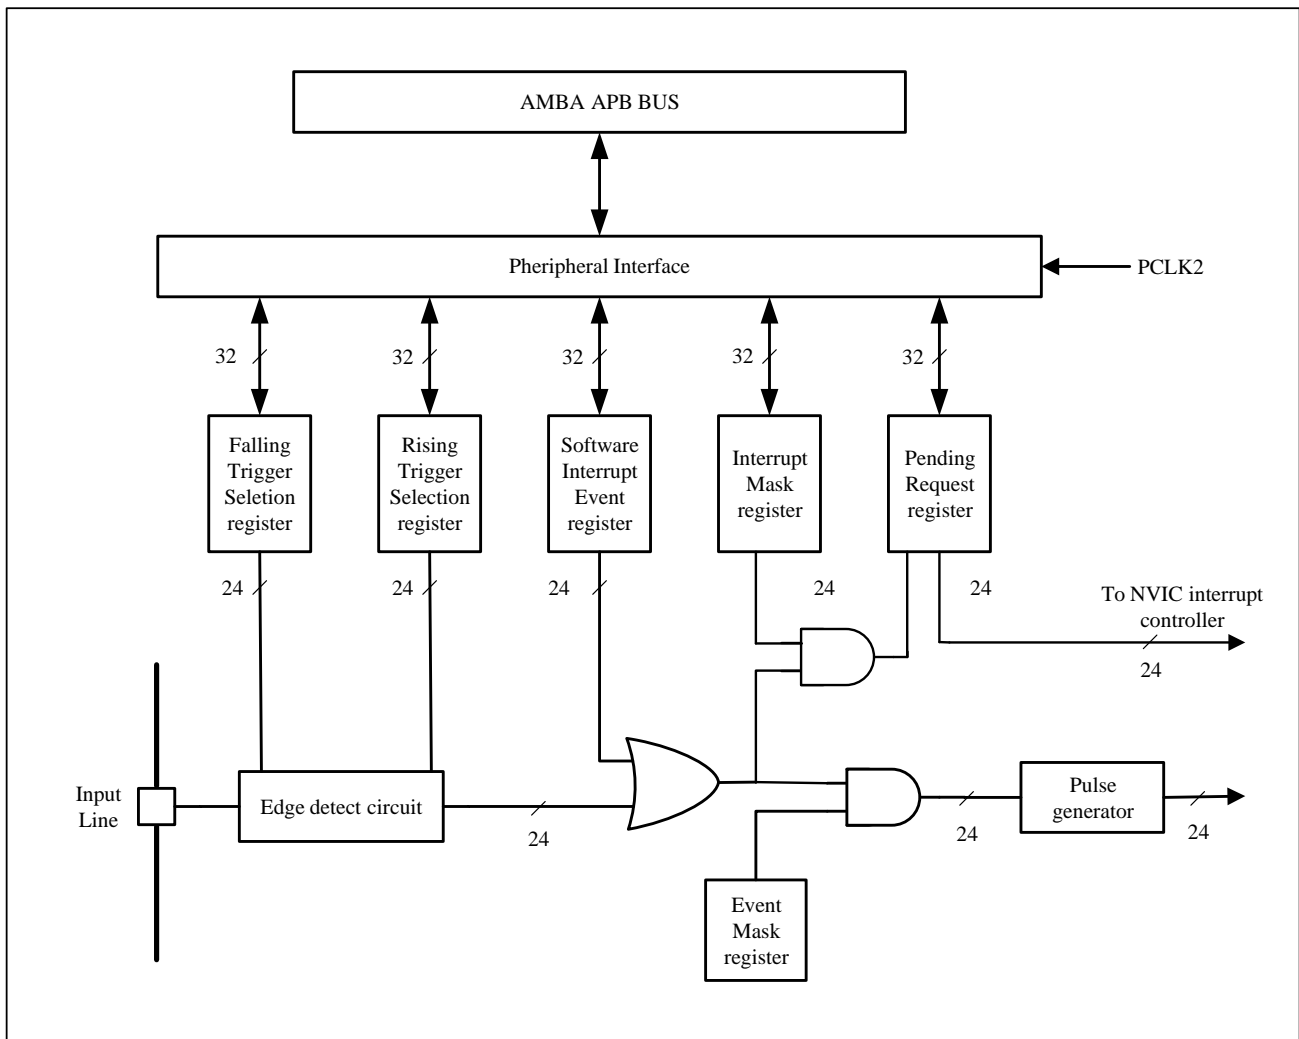 AMBA APB BUS
Pheripheral Interface
PCLK2
32
32
32
32
32
Falling
Trigger
Seletion
register
Rising
Trigger
Selection
register
Software
Interrupt
Event
register
Interrupt
Mask
register
Pending
Request
register
24
24
24
24
24
To NVIC interrupt
controller
24
Input
Line
Edge detect circuit
24
24
Pulse
generator
24
Event
Mask
register